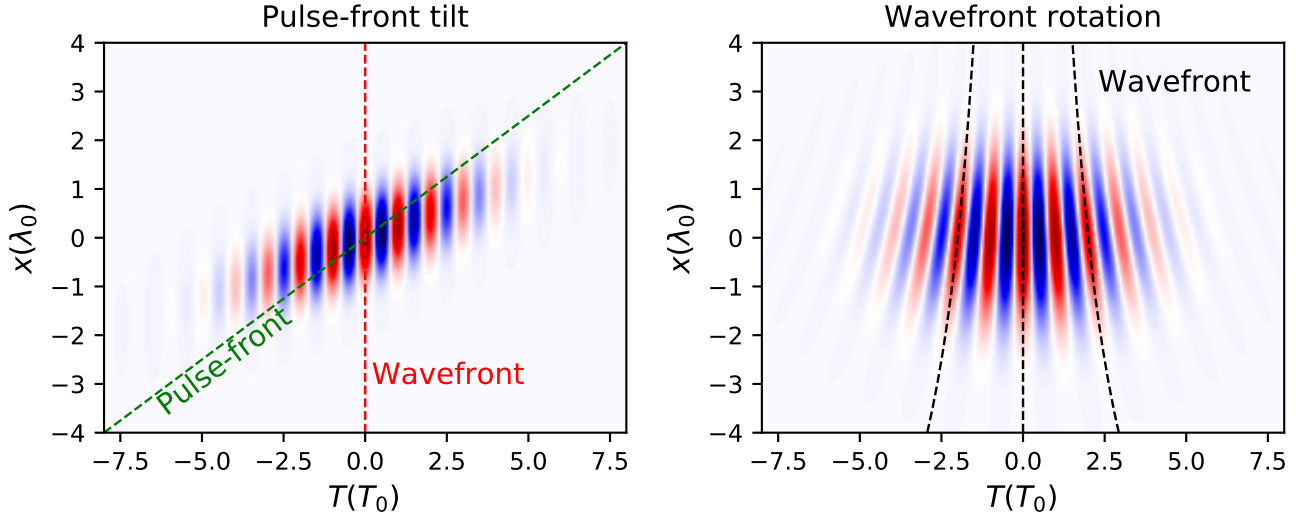 Pulse-front tilt
4
3
2
1
0
−1
−2
−3
−4
x(λ₀)
Pulse-front
Wavefront
−7.5 −5.0 −2.5 0.0 2.5 5.0 7.5
T(T₀)
Wavefront rotation
4
3
2
1
0
−1
−2
−3
−4
x(λ₀)
Wavefront
−7.5 −5.0 −2.5 0.0 2.5 5.0 7.5
T(T₀)